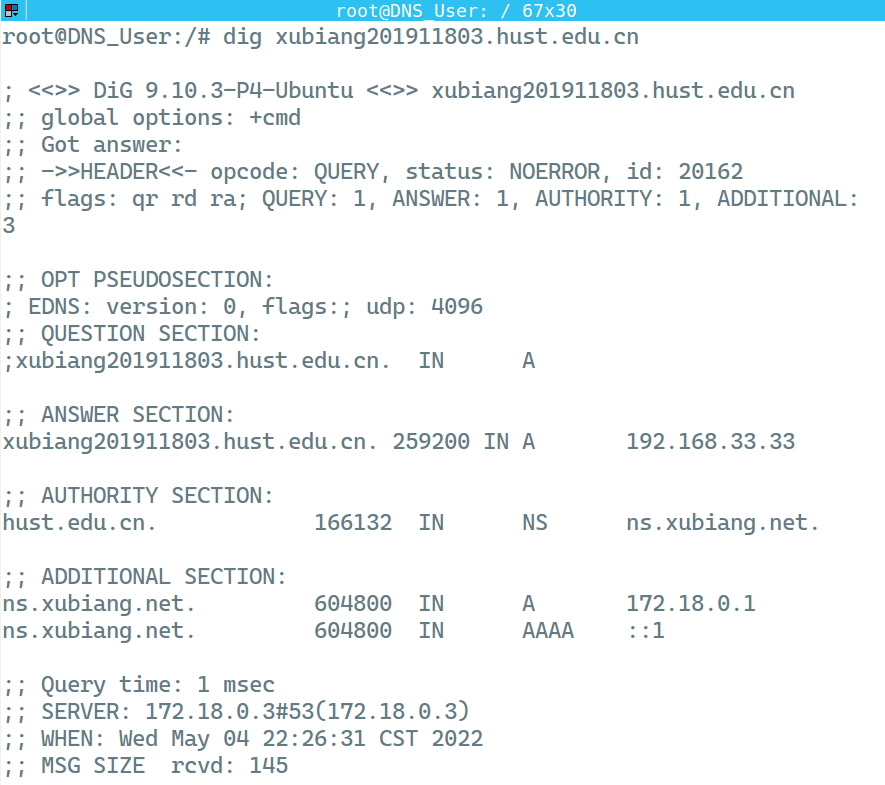 root@DNS_User: / 67x30
root@DNS_User:/# dig xubiang201911803.hust.edu.cn

; <<>> DiG 9.10.3-P4-Ubuntu <<>> xubiang201911803.hust.edu.cn
;; global options: +cmd
;; Got answer:
;; ->>HEADER<<- opcode: QUERY, status: NOERROR, id: 20162
;; flags: qr rd ra; QUERY: 1, ANSWER: 1, AUTHORITY: 1, ADDITIONAL:
3

;; OPT PSEUDOSECTION:
; EDNS: version: 0, flags:; udp: 4096
;; QUESTION SECTION:
;xubiang201911803.hust.edu.cn.  IN      A

;; ANSWER SECTION:
xubiang201911803.hust.edu.cn. 259200 IN A       192.168.33.33

;; AUTHORITY SECTION:
hust.edu.cn.            166132  IN      NS      ns.xubiang.net.

;; ADDITIONAL SECTION:
ns.xubiang.net.         604800  IN      A       172.18.0.1
ns.xubiang.net.         604800  IN      AAAA    ::1

;; Query time: 1 msec
;; SERVER: 172.18.0.3#53(172.18.0.3)
;; WHEN: Wed May 04 22:26:31 CST 2022
;; MSG SIZE  rcvd: 145